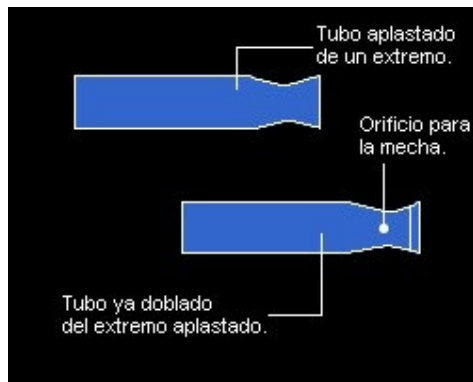 Tubo aplastado
de un extremo.
Orificio para
la mecha.
Tubo ya doblado
del extremo aplastado.